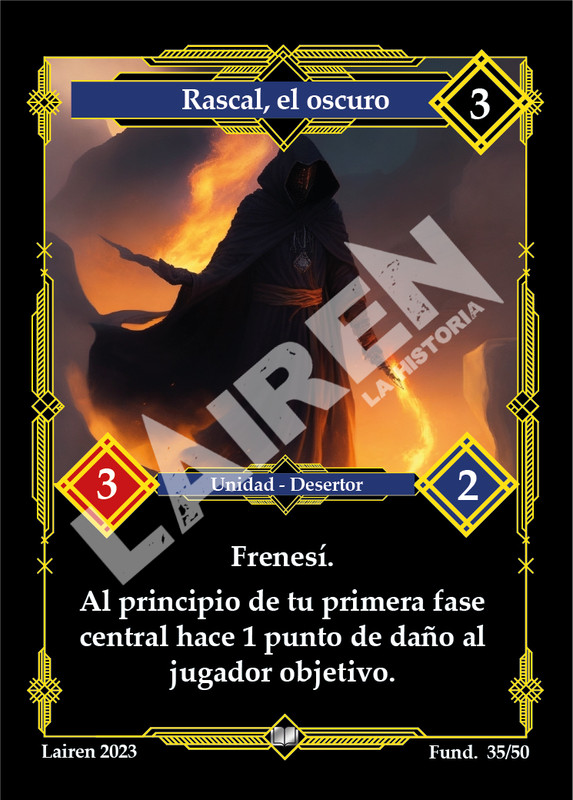 Rascal, el oscuro
3
LAIREN
LA HISTORIA
3
Unidad - Desertor
2
Frenesí.
Al principio de tu primera fase
central hace 1 punto de daño al
jugador objetivo.
Lairen 2023
Fund. 35/50